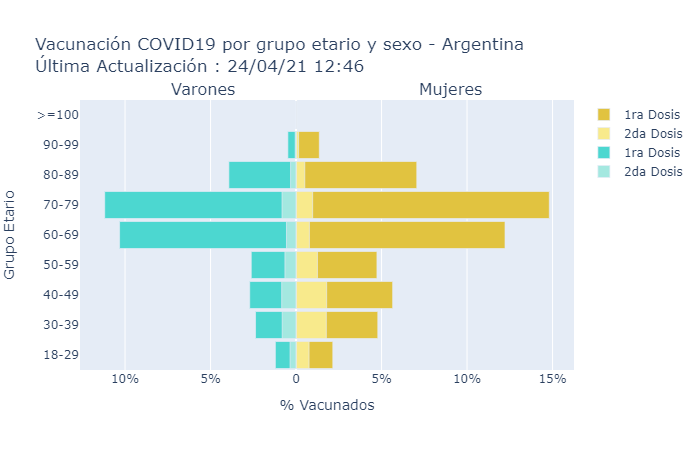 Vacunación COVID19 por grupo etario y sexo - Argentina
Última Actualización : 24/04/21 12:46
Varones
Mujeres
Grupo Etario
>=100
90-99
80-89
70-79
60-69
50-59
40-49
30-39
18-29
10%
5%
0
5%
10%
15%
% Vacunados
1ra Dosis
2da Dosis
1ra Dosis
2da Dosis